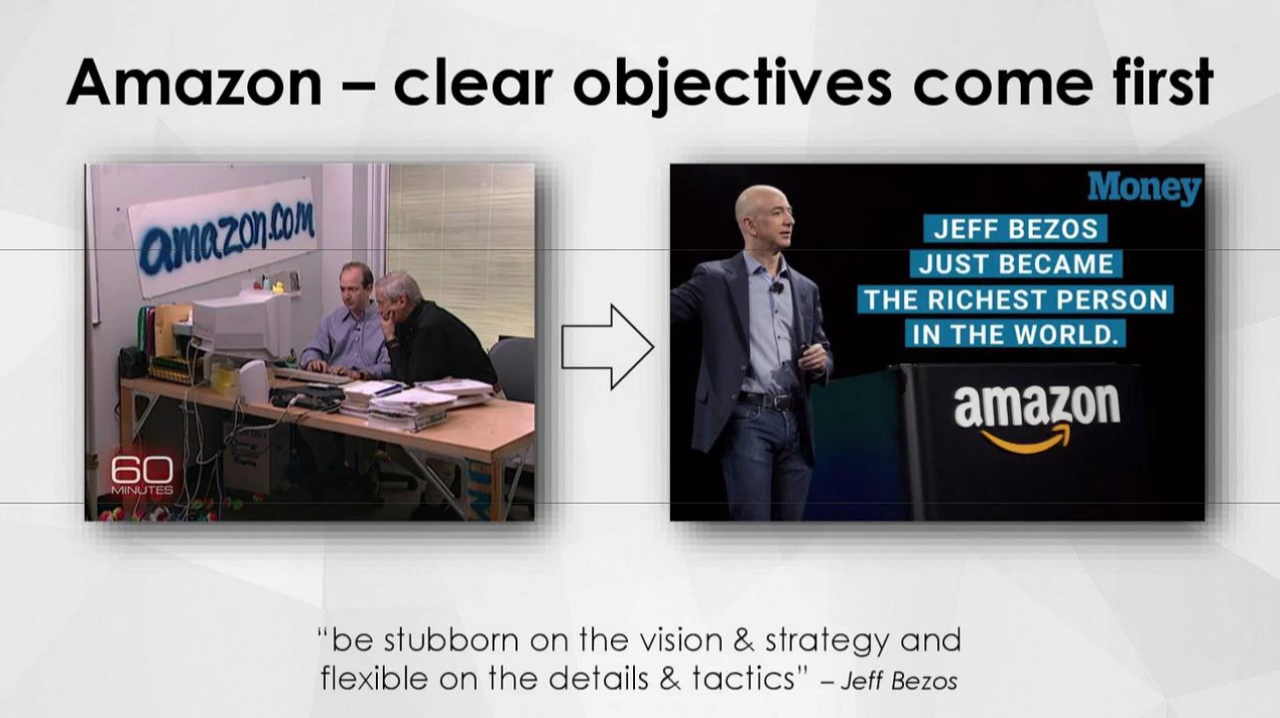 Amazon – clear objectives come first
amazon.com
60
MINUTES
Money
JEFF BEZOS
JUST BECAME
THE RICHEST PERSON
IN THE WORLD.
amazon
“be stubborn on the vision & strategy and
flexible on the details & tactics” – Jeff Bezos